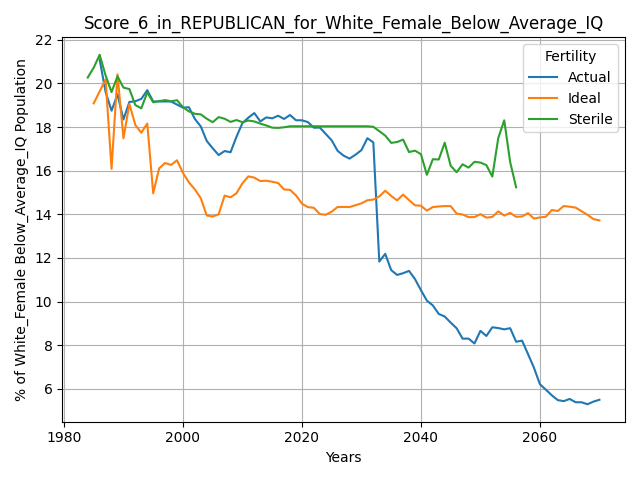 Score_6_in_REPUBLICAN_for_White_Female_Below_Average_IQ
% of White_Female Below_Average_IQ Population
22
20
18
16
14
12
10
8
6
Fertility
Actual
Ideal
Sterile
1980
2000
2020
2040
2060
Years